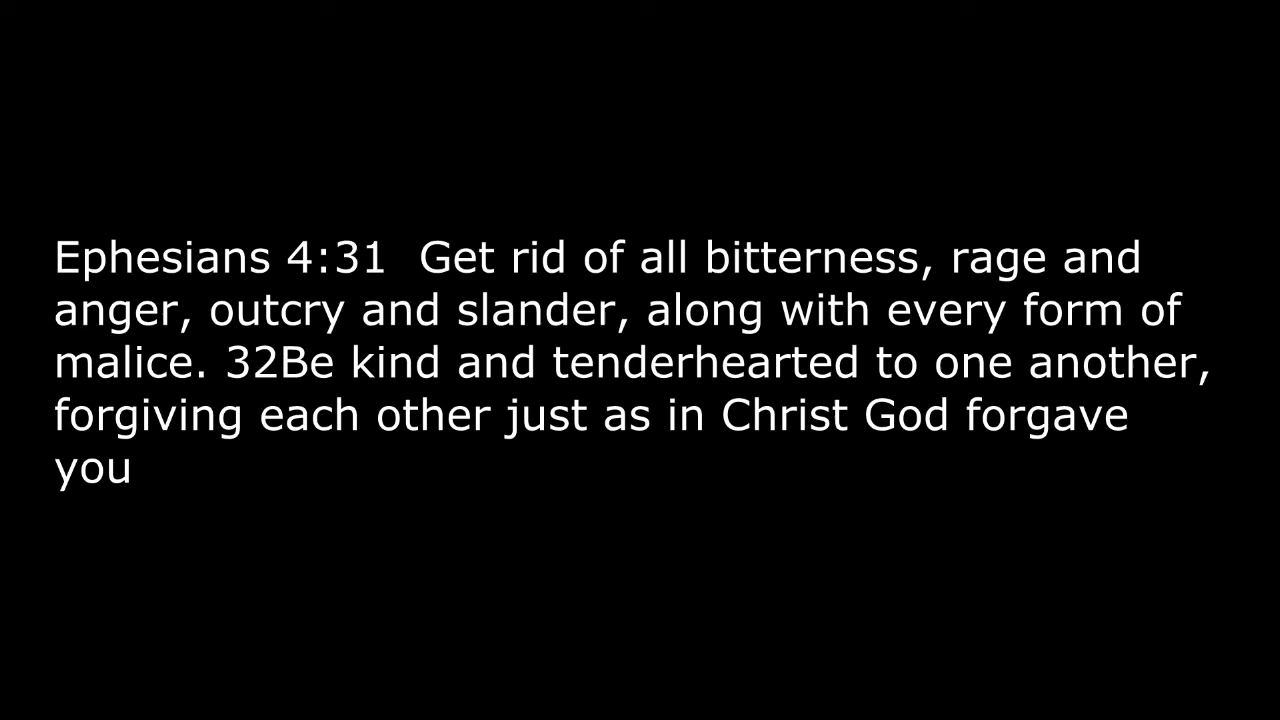 Ephesians 4:31  Get rid of all bitterness, rage and
anger, outcry and slander, along with every form of
malice. 32Be kind and tenderhearted to one another,
forgiving each other just as in Christ God forgave
you